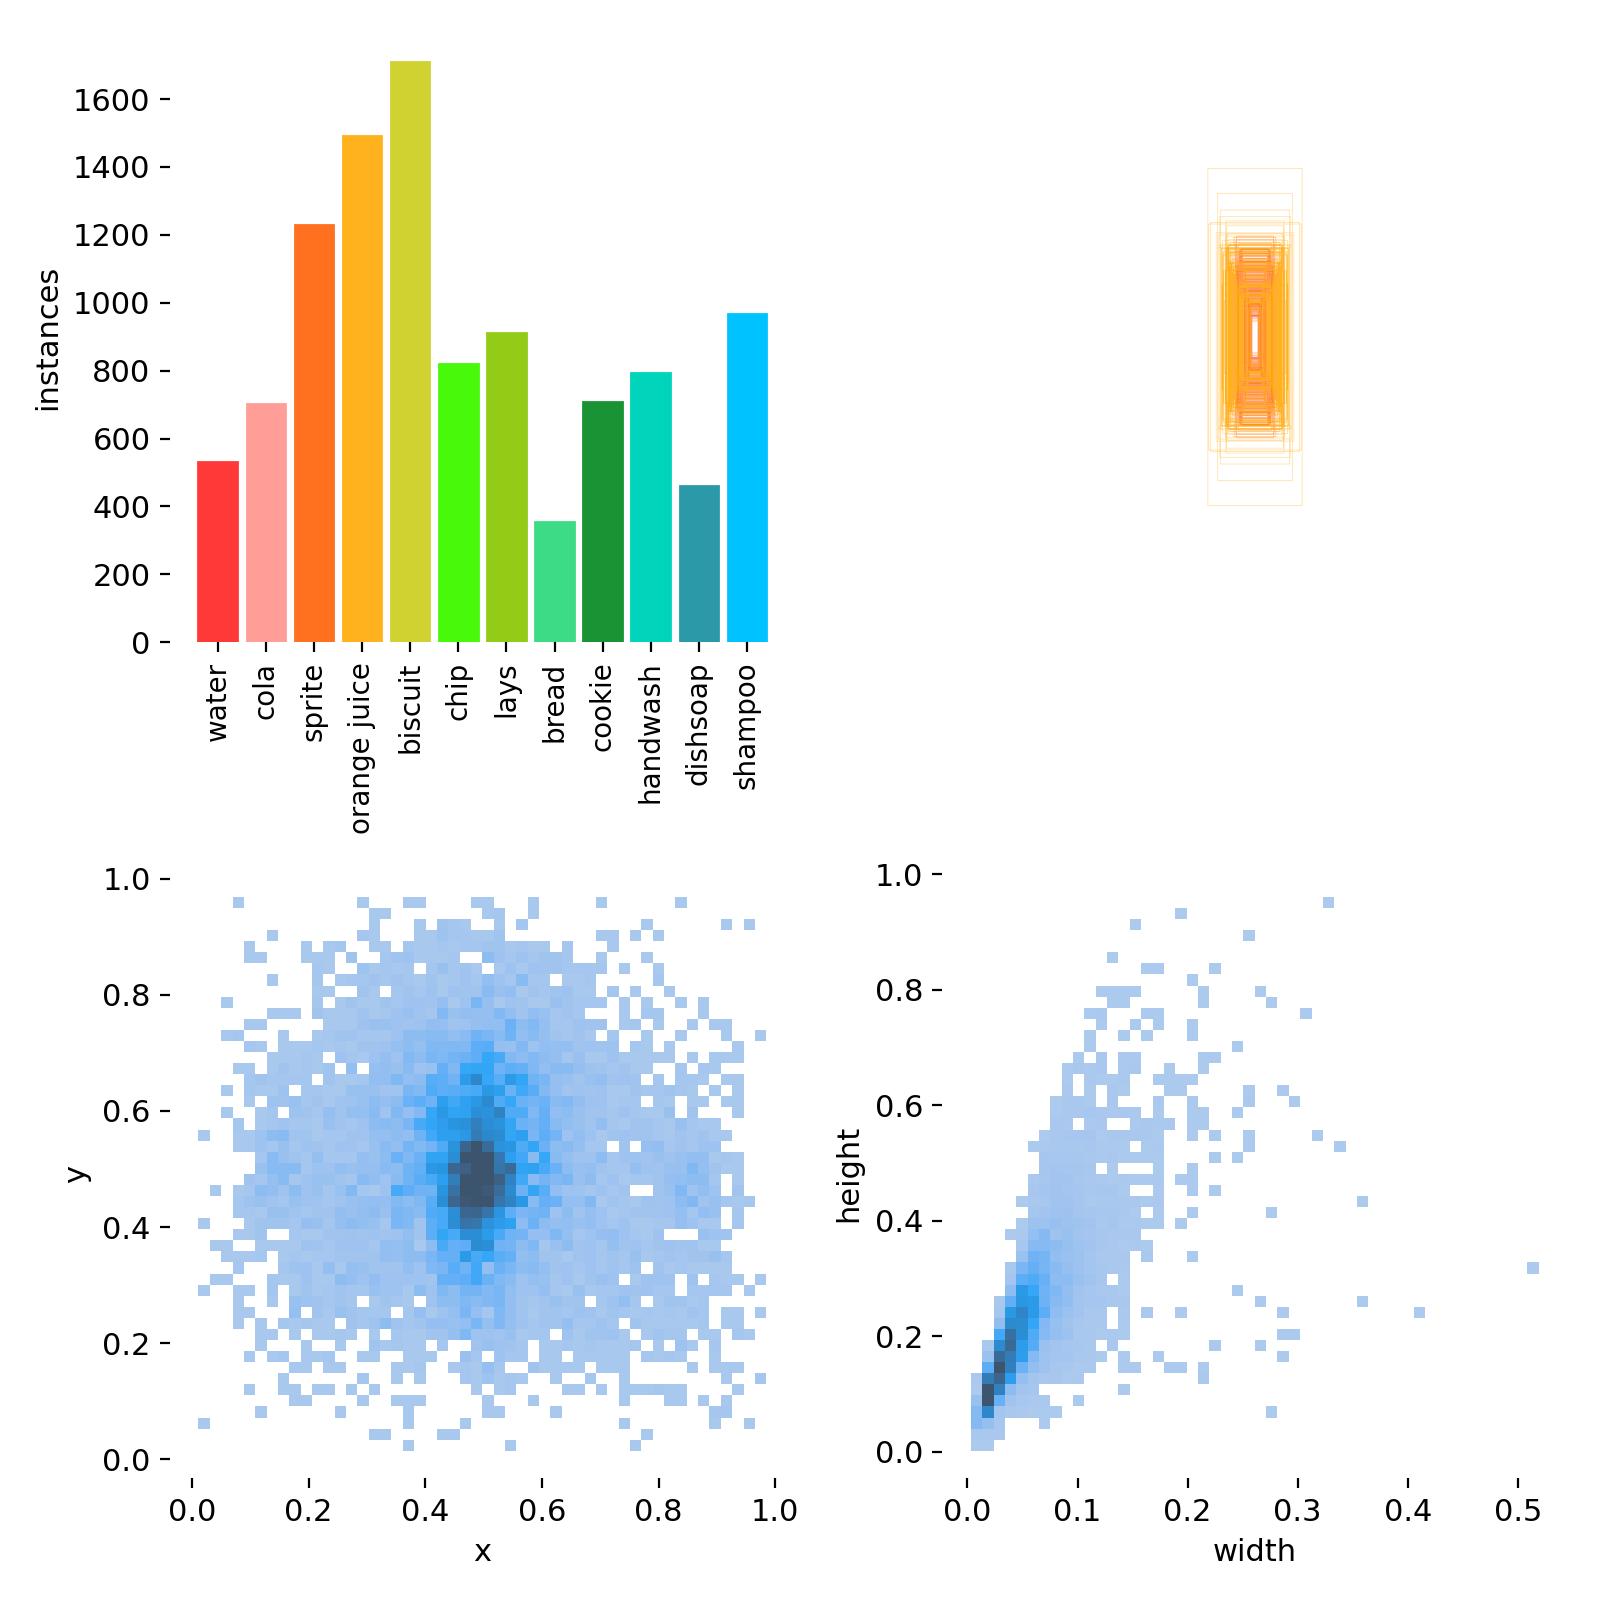 1600
1400
1200
1000
800
600
400
200
0
instances
water
cola
sprite
orange juice
biscuit
chip
lays
bread
cookie
handwash
dishsoap
shampoo
1.0
0.8
0.6
0.4
0.2
0.0
y
0.0 0.2 0.4 0.6 0.8 1.0
x
1.0
0.8
0.6
0.4
0.2
0.0
height
0.0 0.1 0.2 0.3 0.4 0.5
width